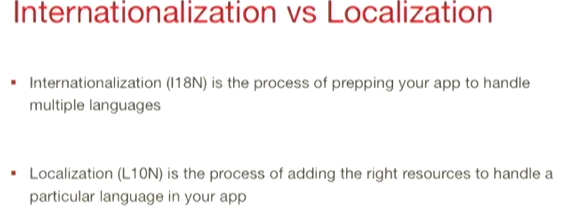 Internationalization vs Localization
Internationalization (I18N) is the process of prepping your app to handle
multiple languages
Localization (L10N) is the process of adding the right resources to handle a
particular language in your app